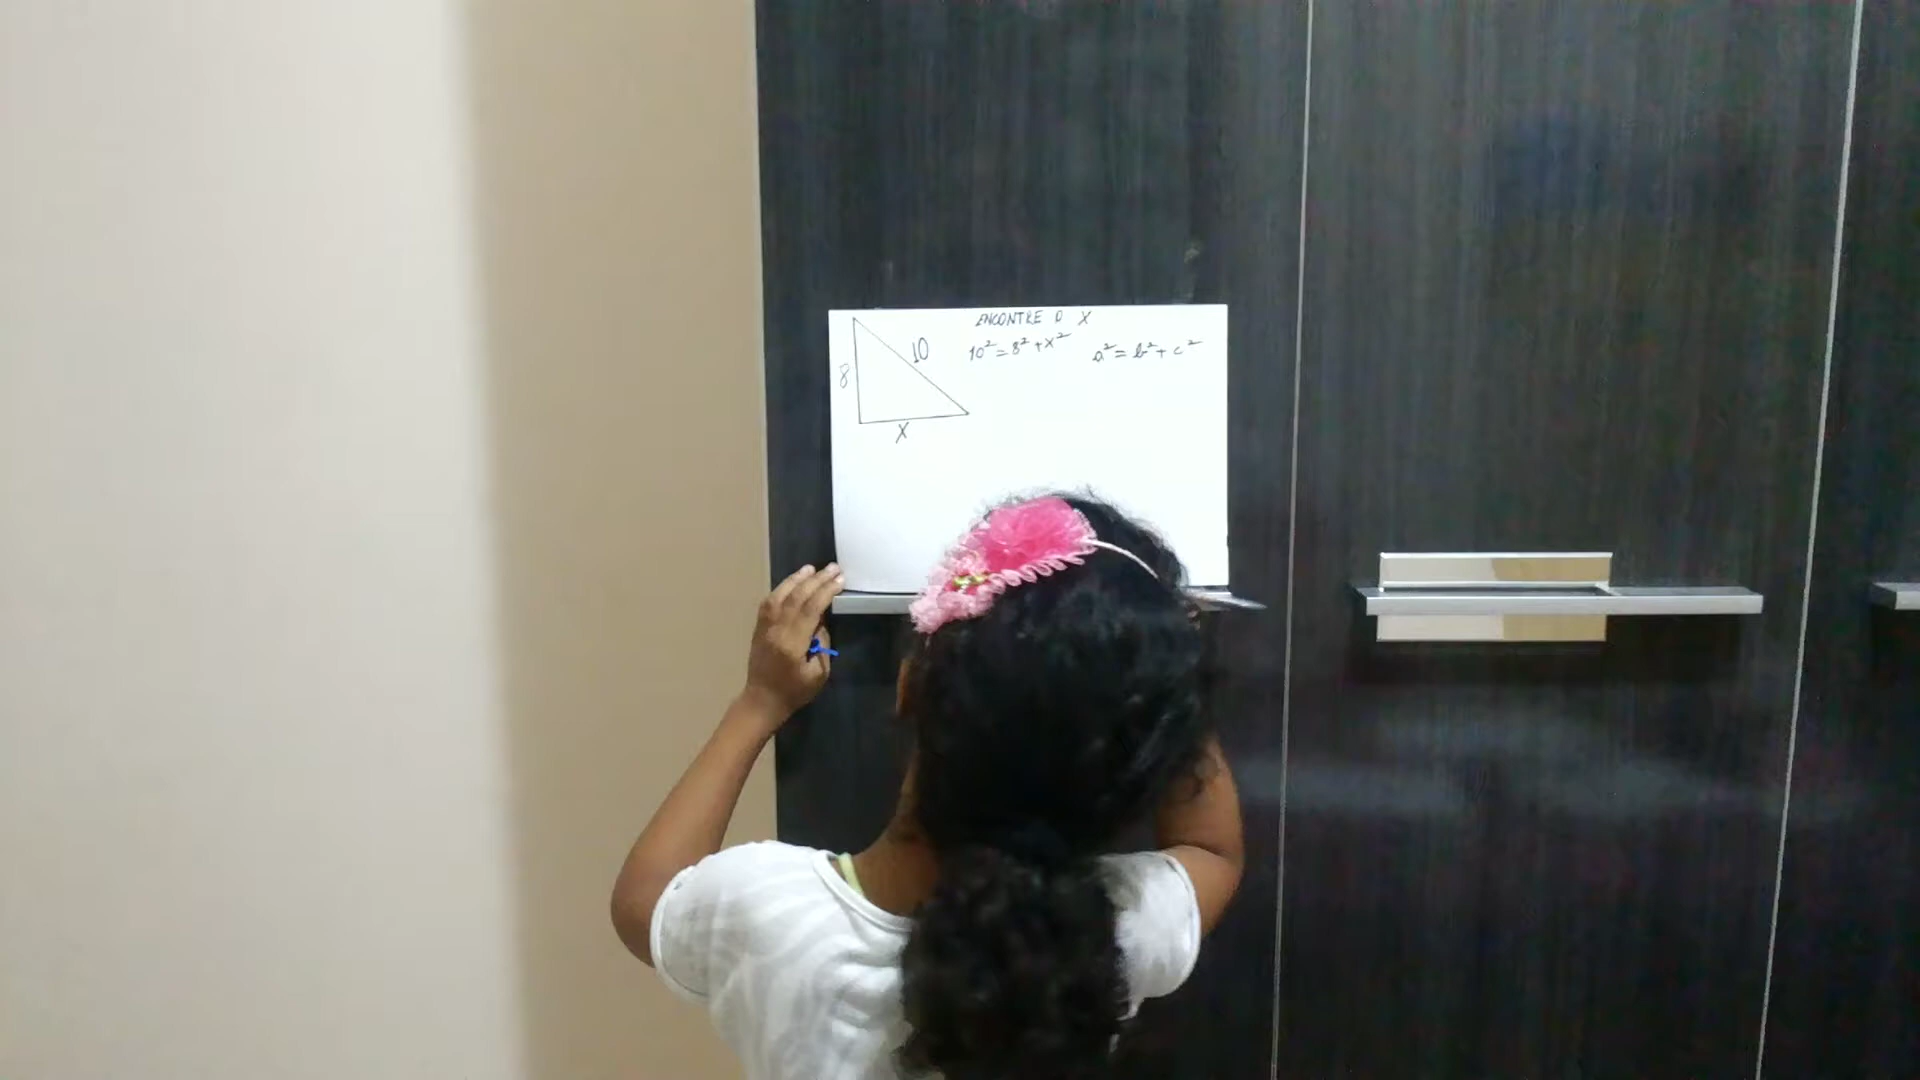 ENCONTRE O X
10² = 8² + x²
a² = b² + c²
10
8
X